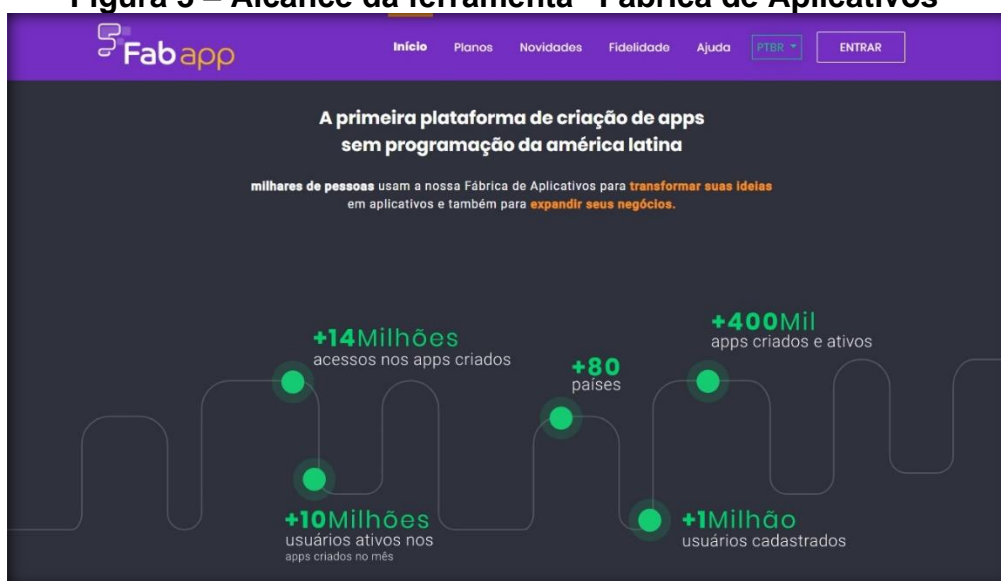 Figura 3 – Alcance da ferramenta "Fábrica de Aplicativos"
Fabapp
Início Planos Novidades Fidelidade Ajuda PTBR ENTRAR
A primeira plataforma de criação de apps
sem programação da américa latina
milhares de pessoas usam a nossa Fábrica de Aplicativos para transformar suas ideias
em aplicativos e também para expandir seus negócios.
+14Milhões
acessos nos apps criados
+80
países
+400Mil
apps criados e ativos
+10Milhões
usuários ativos nos
apps criados no mês
+1Milhão
usuários cadastrados